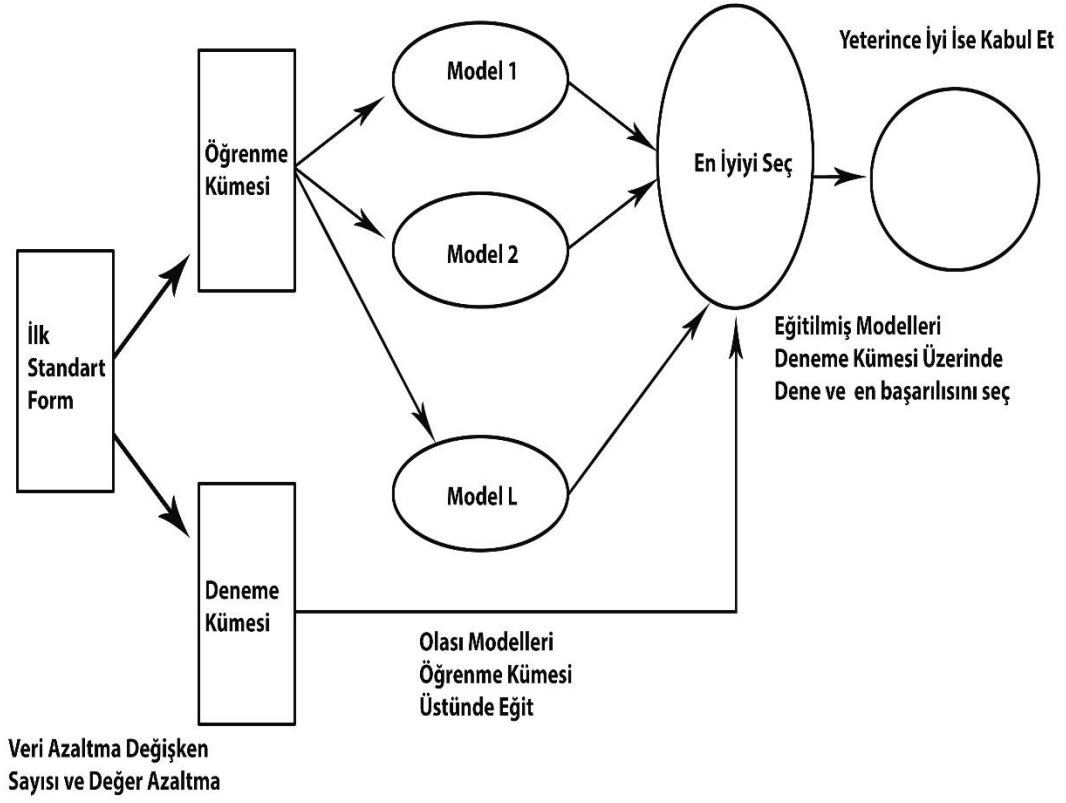 Yeterince İyi İse Kabul Et
Model 1
Öğrenme
Kümesi
En İyiyi Seç
Model 2
İlk
Standart
Form
Eğitilmiş Modelleri
Deneme Kümesi Üzerinde
Dene ve en başarılısını seç
Model L
Deneme
Kümesi
Olası Modelleri
Öğrenme Kümesi
Üstünde Eğit
Veri Azaltma Değişken
Sayısı ve Değer Azaltma